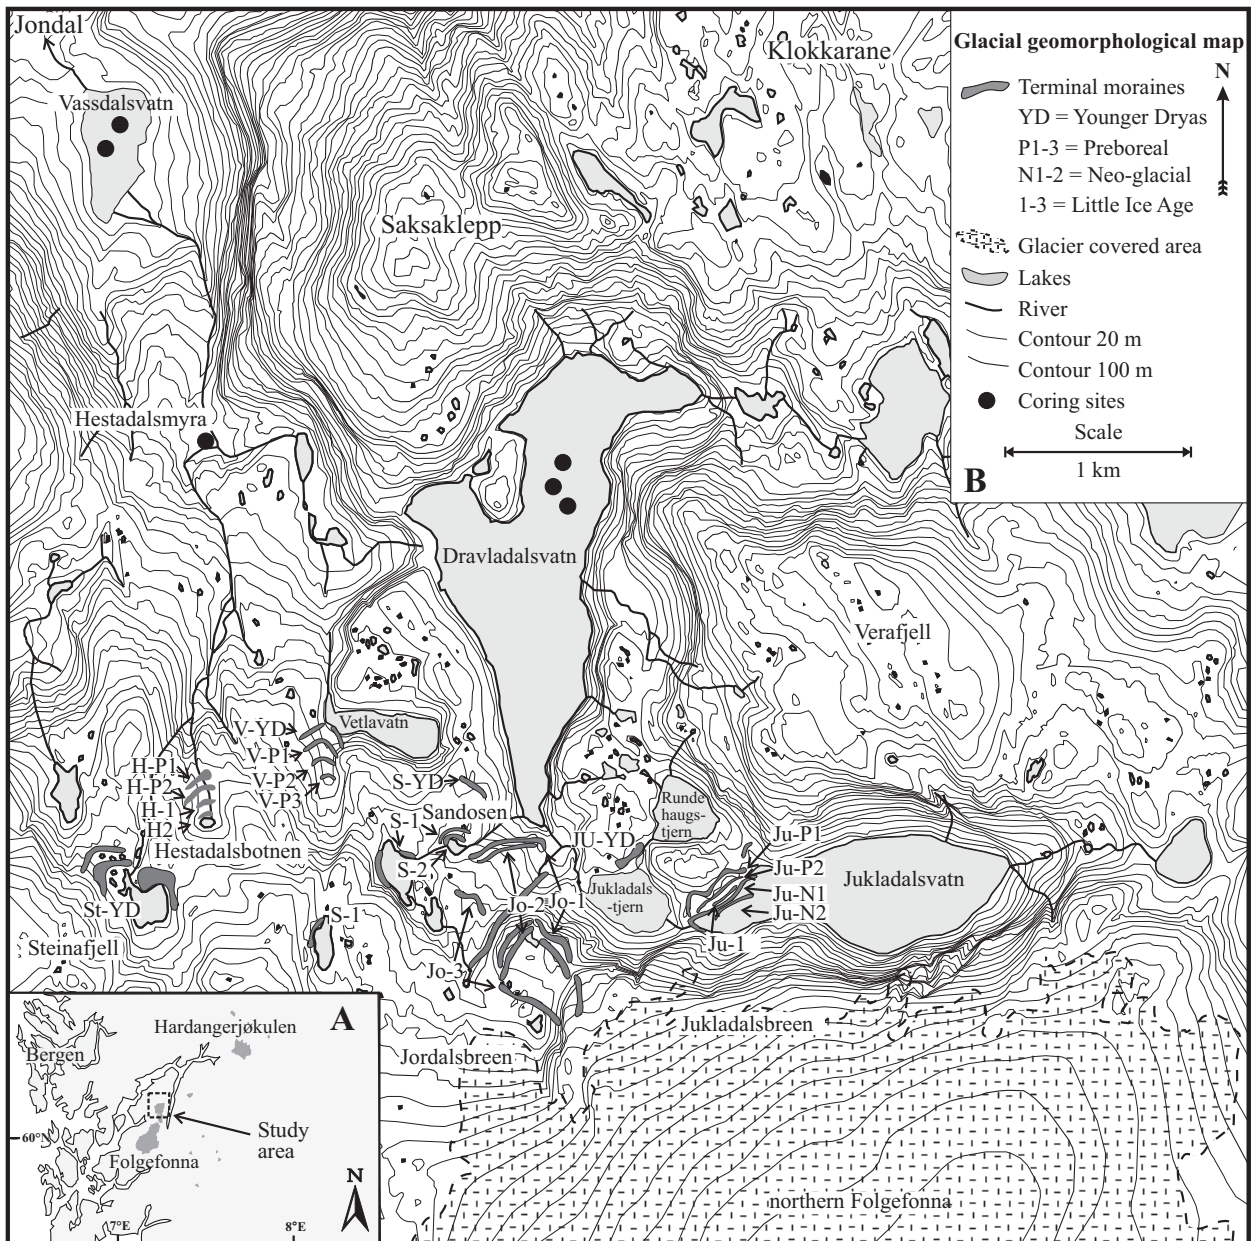 Jondal
Klokkarane
Vassdalsvatn
Saksaklepp
Hestadalsmyra
Dravladalsvatn
Verafjell
Vetlavatn
V-YD
V-P1
V-P2
V-P3
H-P1
H-P2
H-1
H2
Hestadalsbotnen
S-YD
Sandosen
S-1
S-2
Runde
haugs-
tjern
JU-YD
Jukladals
-tjern
Ju-P1
Ju-P2
Ju-N1
Ju-N2
Ju-1
Jukladalsvatn
St-YD
Steinafjell
S-1
Jo-2
Jo-1
Jo-3
Jordalsbreen
Jukladalsbreen
northern Folgefonna
Glacial geomorphological map
N
Terminal moraines
YD = Younger Dryas
P1-3 = Preboreal
N1-2 = Neo-glacial
1-3 = Little Ice Age
Glacier covered area
Lakes
River
Contour 20 m
Contour 100 m
Coring sites
Scale
1 km
B
A
Hardangerjøkulen
Bergen
60°N
Study
area
Folgefonna
N
7°E
8°E